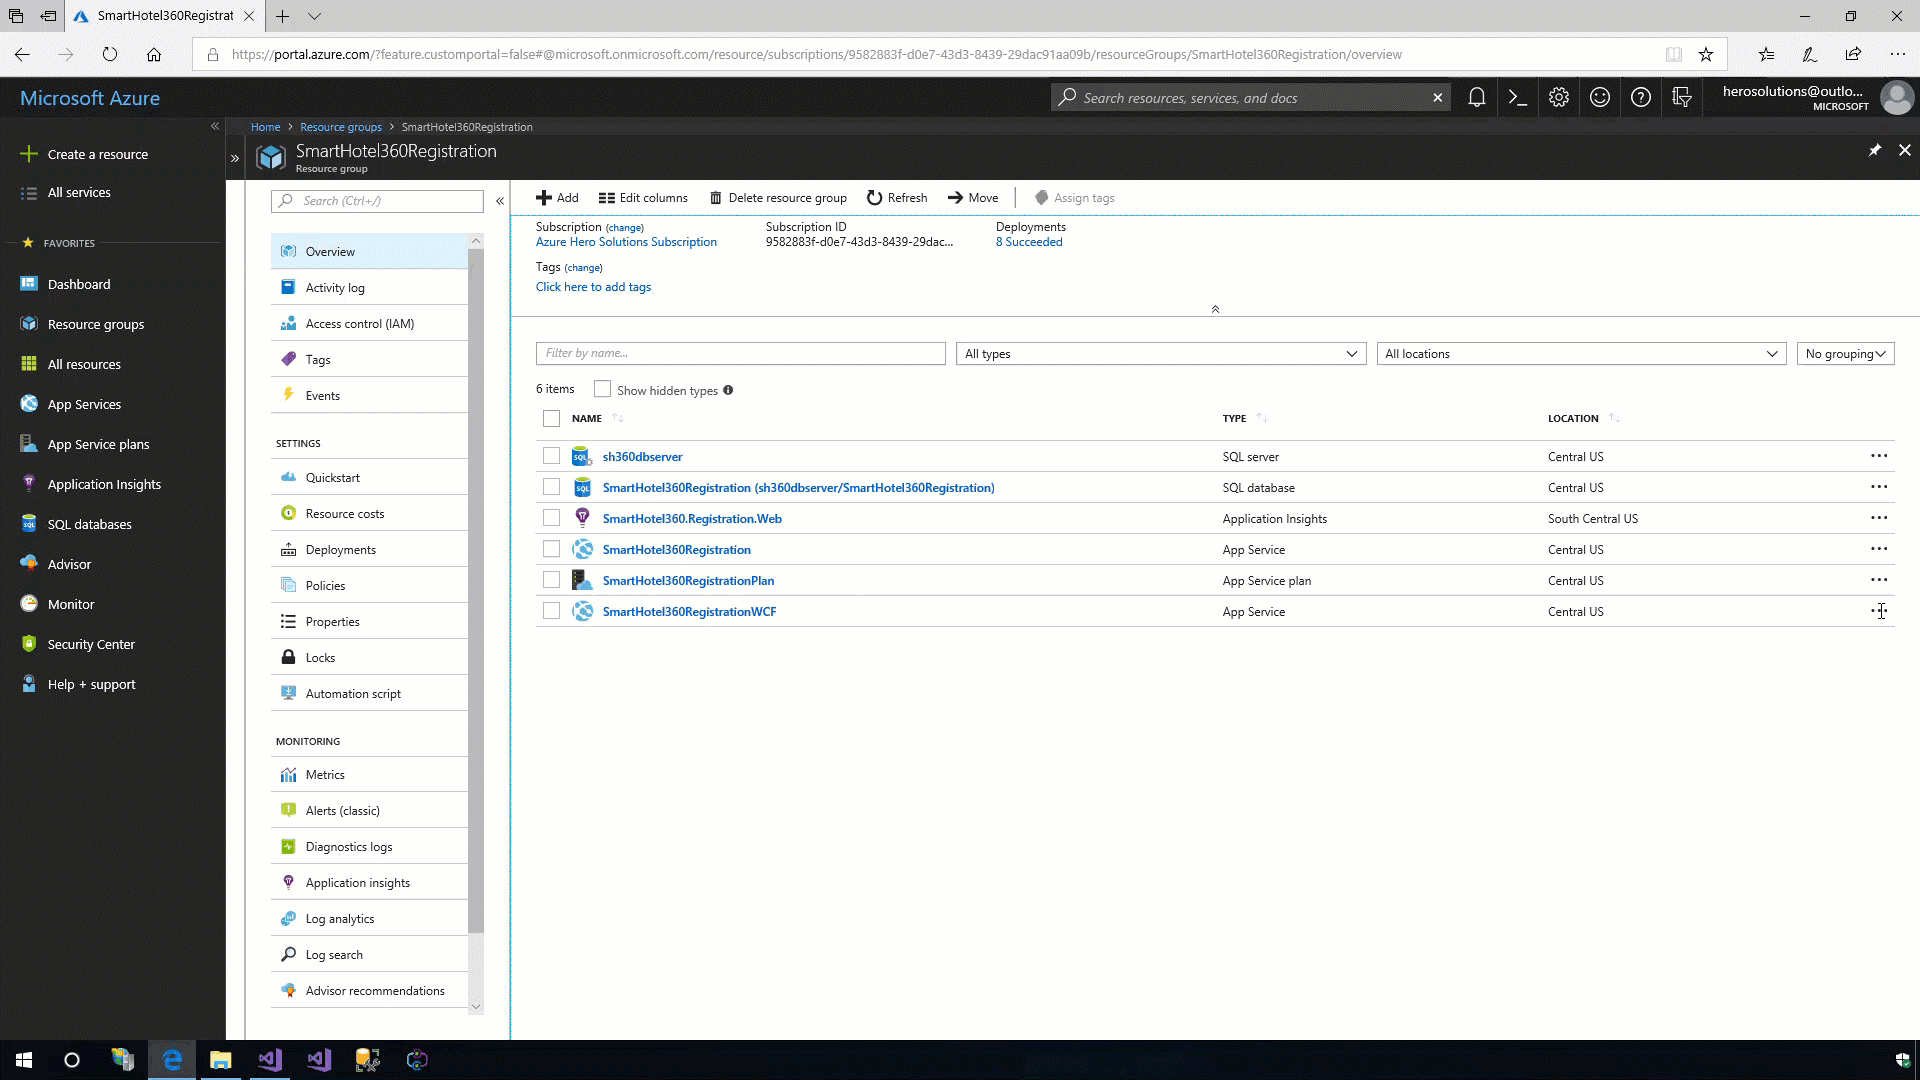 SmartHotel360Registrat
https://portal.azure.com/?feature.customportal=false#@microsoft.onmicrosoft.com/resource/subscriptions/9582883f-d0e7-43d3-8439-29dac91aa09b/resourceGroups/SmartHotel360Registration/overview
Microsoft Azure
Search resources, services, and docs
herosolutions@outlo...
MICROSOFT
Create a resource
All services
FAVORITES
Dashboard
Resource groups
All resources
App Services
App Service plans
Application Insights
SQL databases
Advisor
Monitor
Security Center
Help + support
Home > Resource groups > SmartHotel360Registration
SmartHotel360Registration
Resource group
Search (Ctrl+/)
Overview
Activity log
Access control (IAM)
Tags
Events
SETTINGS
Quickstart
Resource costs
Deployments
Policies
Properties
Locks
Automation script
MONITORING
Metrics
Alerts (classic)
Diagnostics logs
Application insights
Log analytics
Log search
Advisor recommendations
Add Edit columns Delete resource group Refresh Move Assign tags
Subscription (change) Subscription ID Deployments
Azure Hero Solutions Subscription 9582883f-d0e7-43d3-8439-29dac... 8 Succeeded
Tags (change)
Click here to add tags
Filter by name... All types All locations No grouping
6 items Show hidden types
NAME TYPE LOCATION
sh360dbserver SQL server Central US ...
SmartHotel360Registration (sh360dbserver/SmartHotel360Registration) SQL database Central US ...
SmartHotel360.Registration.Web Application Insights South Central US ...
SmartHotel360Registration App Service Central US ...
SmartHotel360RegistrationPlan App Service plan Central US ...
SmartHotel360RegistrationWCF App Service Central US ...